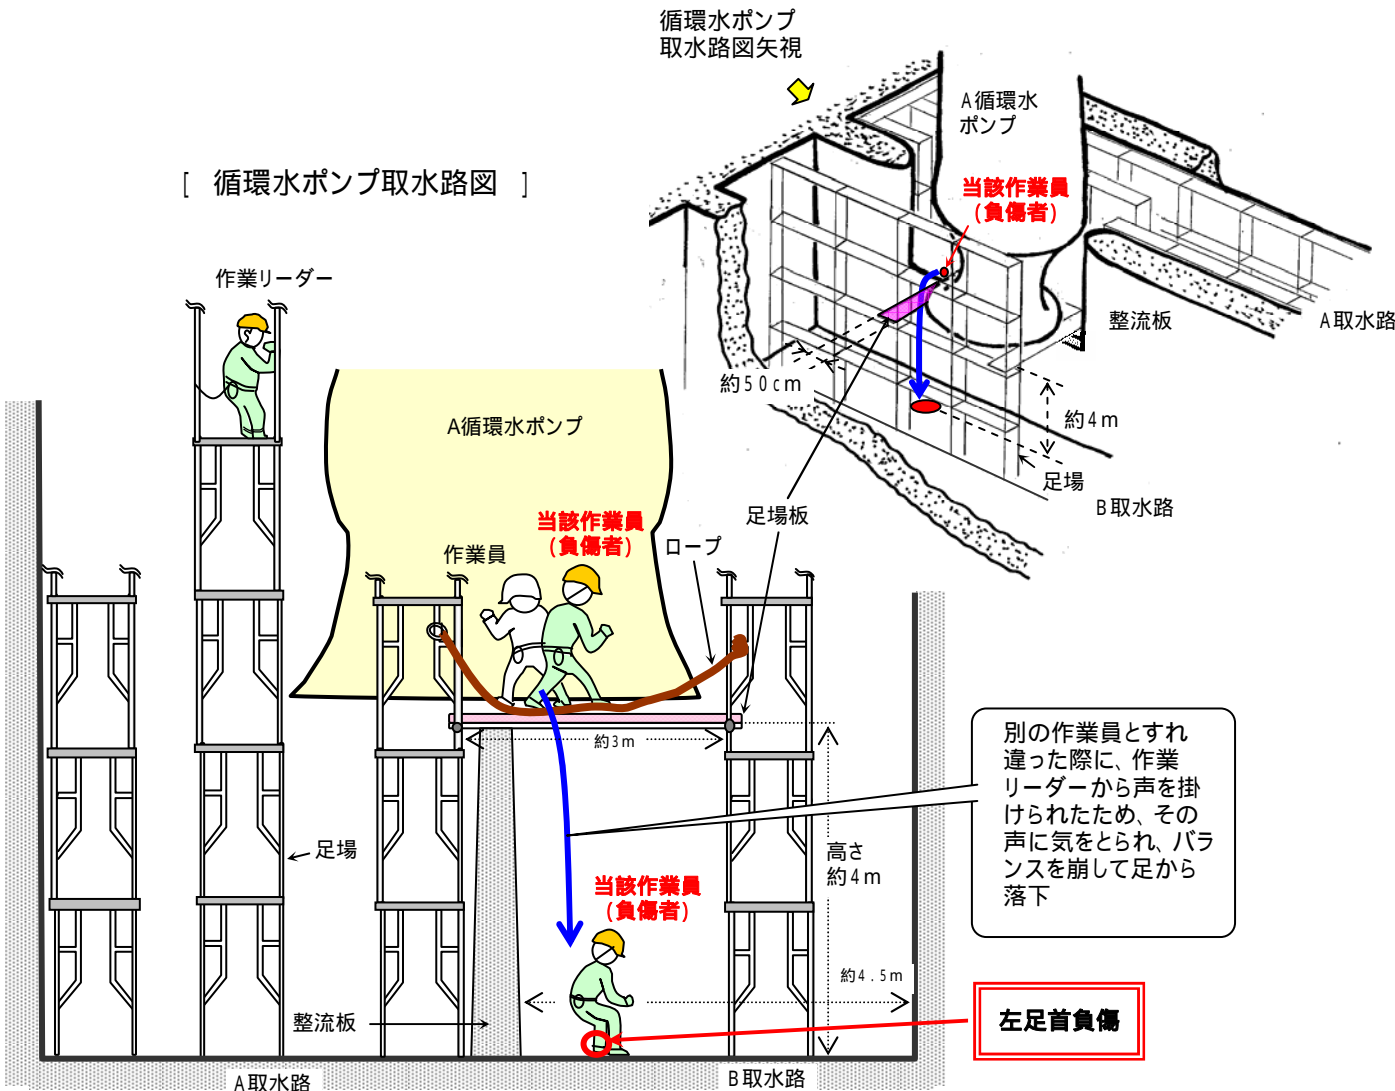 循環水ポンプ
取水路図矢視
A循環水
ポンプ
[ 循環水ポンプ取水路図 ]
当該作業員
(負傷者)
作業リーダー
整流板
A取水路
約50cm
約4m
足場
B取水路
A循環水ポンプ
足場板
当該作業員
(負傷者)
作業員
ロープ
約3m
別の作業員とすれ
違った際に、作業
リーダーから声を掛
けられたため、その
声に気をとられ、バラ
ンスを崩して足から
落下
足場
高さ
約4m
当該作業員
(負傷者)
約4.5m
整流板
左足首負傷
A取水路
B取水路